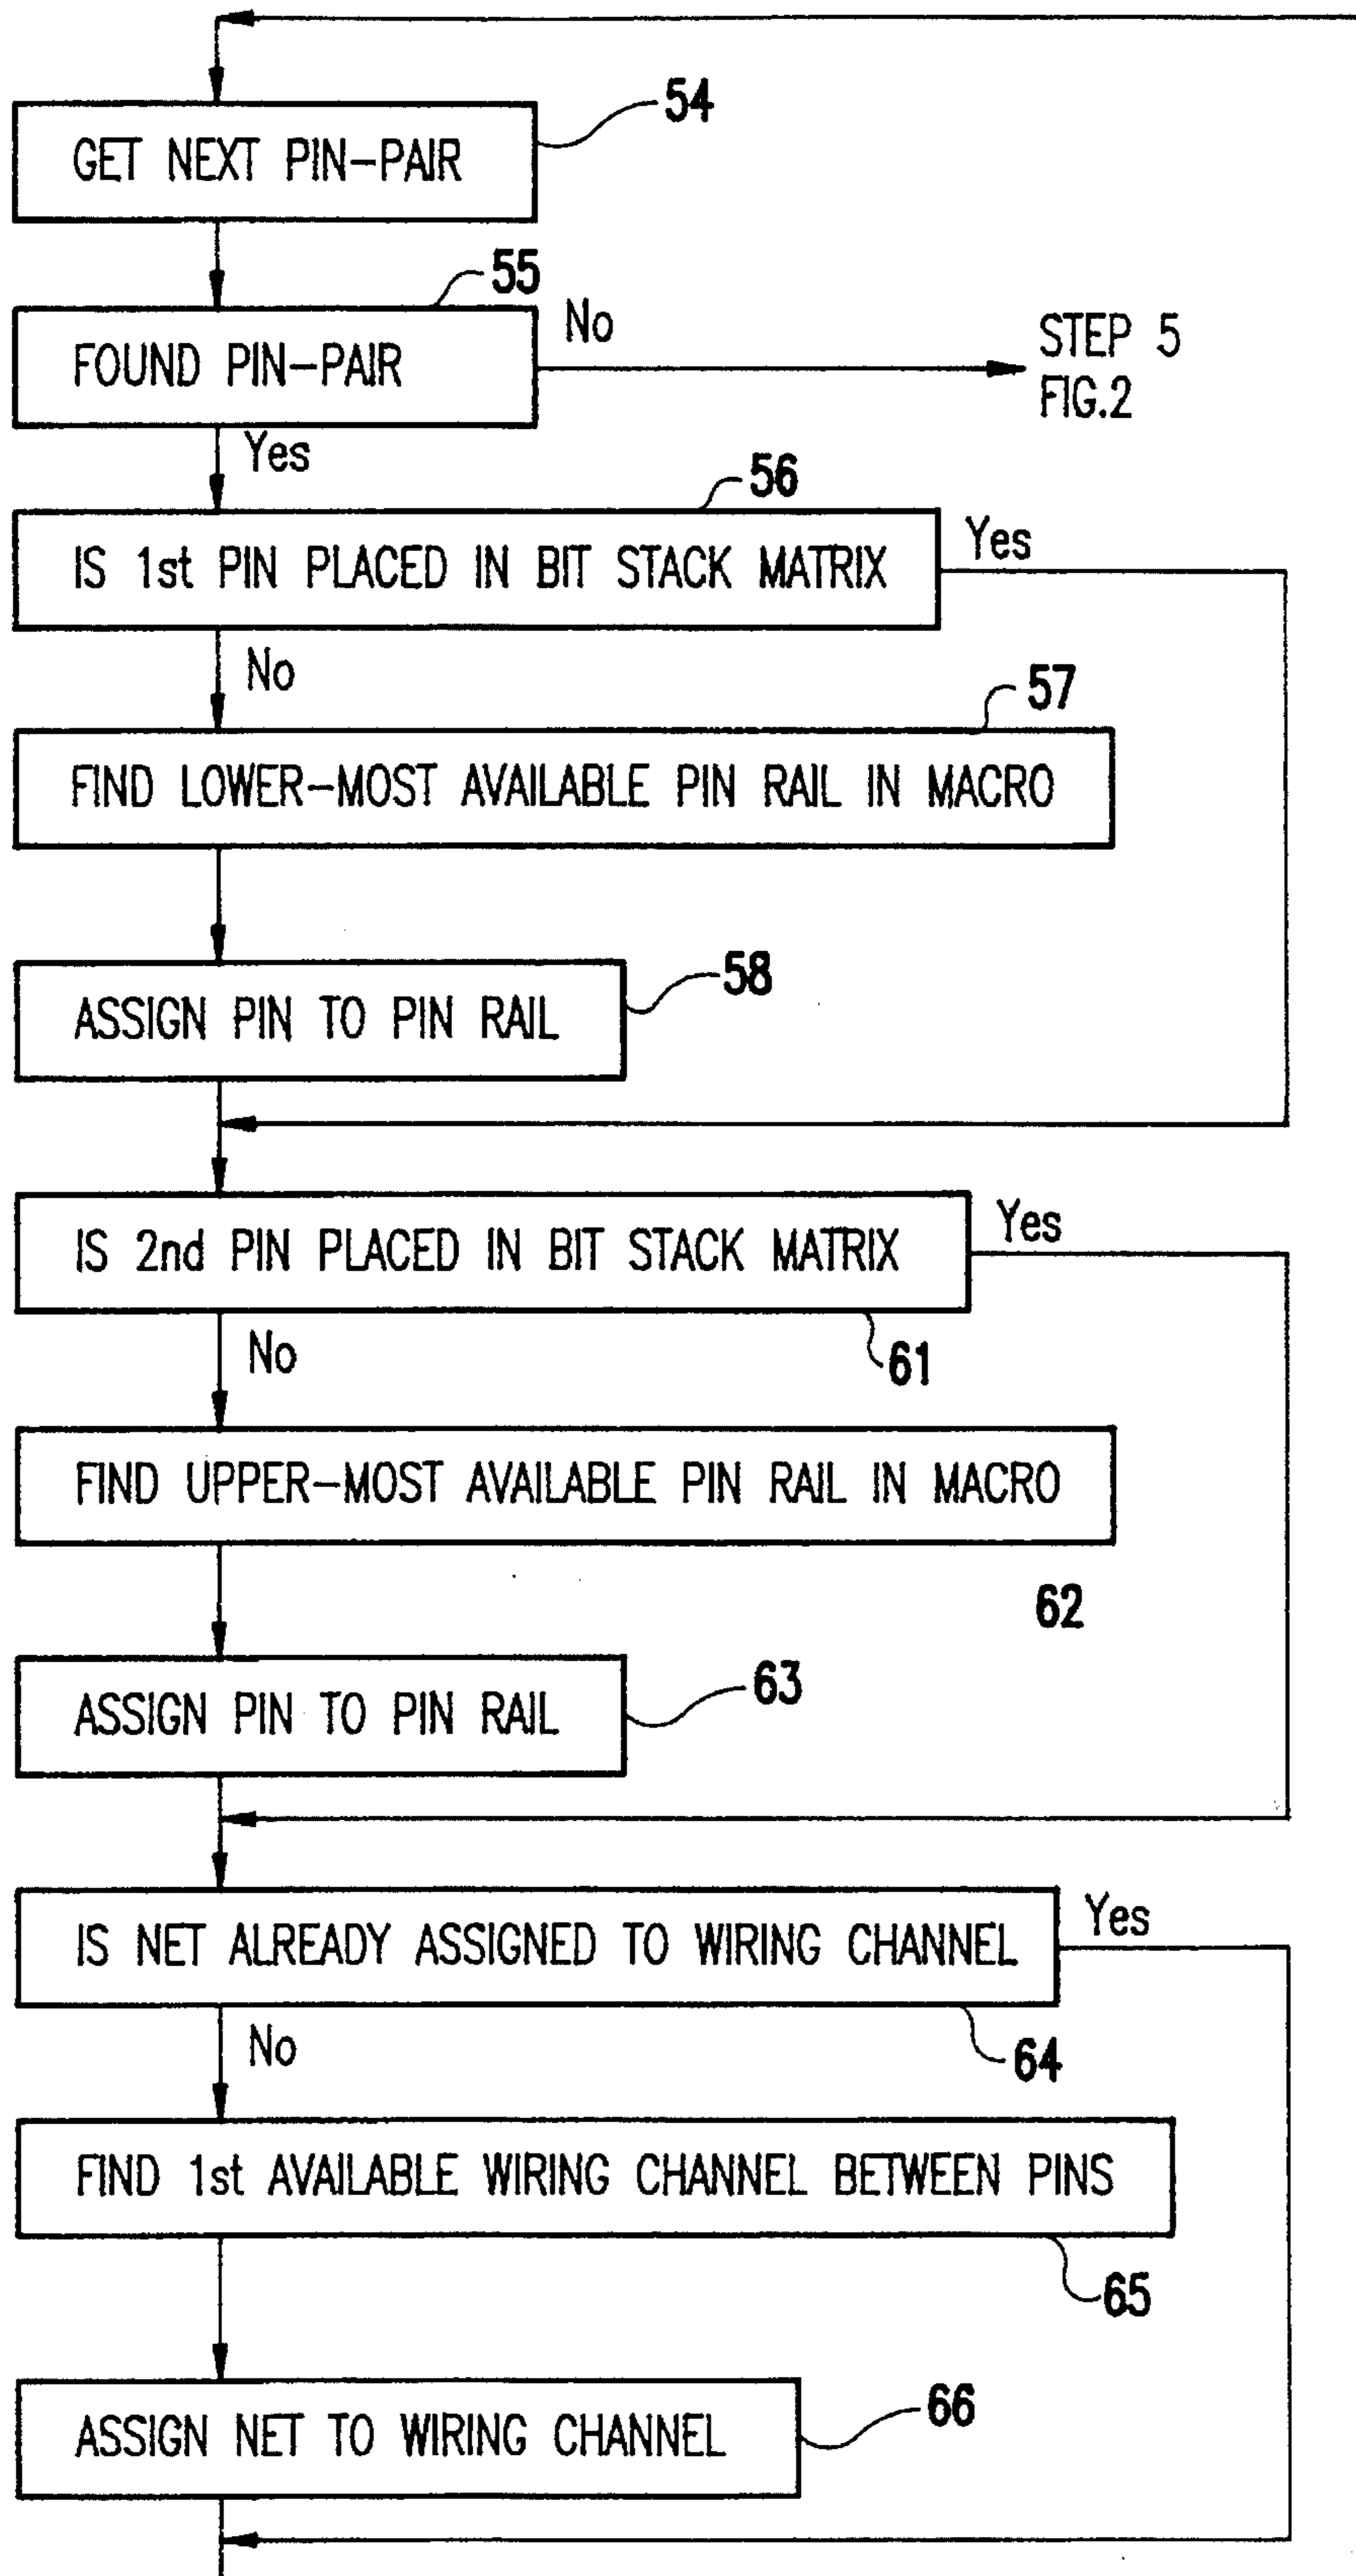 54
GET NEXT PIN-PAIR
55
FOUND PIN-PAIR
No
STEP 5
FIG.2
Yes
56
IS 1st PIN PLACED IN BIT STACK MATRIX
Yes
No
57
FIND LOWER-MOST AVAILABLE PIN RAIL IN MACRO
58
ASSIGN PIN TO PIN RAIL
IS 2nd PIN PLACED IN BIT STACK MATRIX
Yes
61
No
FIND UPPER-MOST AVAILABLE PIN RAIL IN MACRO
62
63
ASSIGN PIN TO PIN RAIL
IS NET ALREADY ASSIGNED TO WIRING CHANNEL
Yes
64
No
FIND 1st AVAILABLE WIRING CHANNEL BETWEEN PINS
65
66
ASSIGN NET TO WIRING CHANNEL